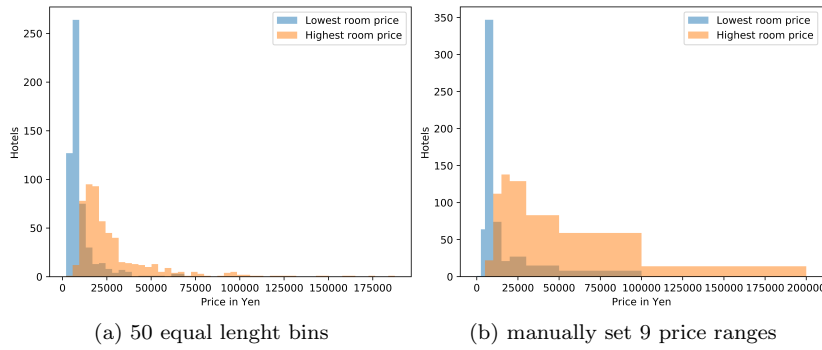 Lowest room price
Highest room price
250
200
150
100
50
0
Hotels
0 25000 50000 75000 100000 125000 150000 175000
Price in Yen
(a) 50 equal lenght bins
Lowest room price
Highest room price
350
300
250
200
150
100
50
0
Hotels
0 25000 50000 75000 100000 125000 150000 175000 200000
Price in Yen
(b) manually set 9 price ranges